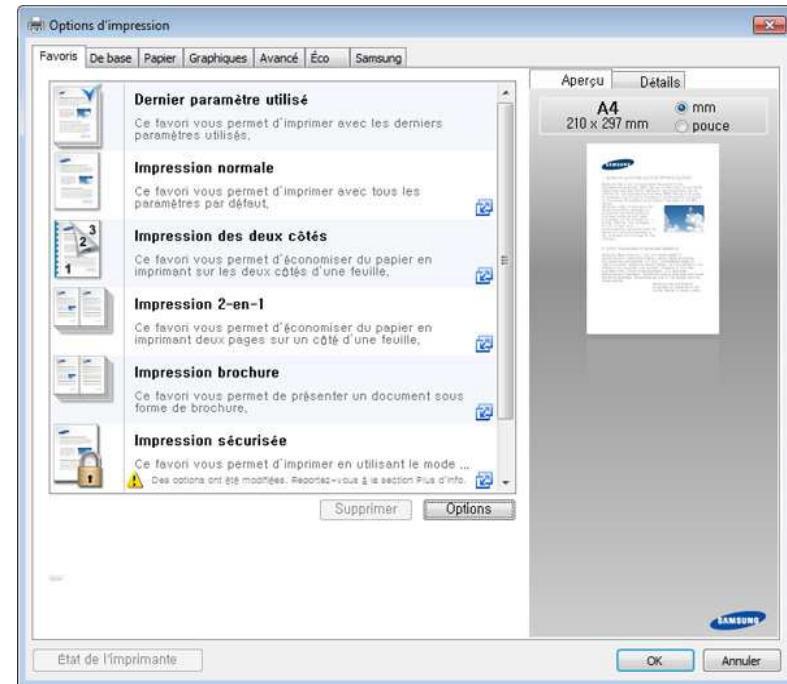 Options d'impression
Favoris De base Papier Graphiques Avancé Éco Samsung
Dernier paramètre utilisé
Ce favori vous permet d'imprimer avec les derniers
paramètres utilisés.
Impression normale
Ce favori vous permet d'imprimer avec tous les
paramètres par défaut.
3
2
1
Impression des deux côtés
Ce favori vous permet d'économiser du papier en
imprimant sur les deux côtés d'une feuille.
Impression 2-en-1
Ce favori vous permet d'économiser du papier en
imprimant deux pages sur un côté d'une feuille.
Impression brochure
Ce favori vous permet de présenter un document sous
forme de brochure.
Impression sécurisée
Ce favori vous permet d'imprimer en utilisant le mode ...
Des options ont été modifiées. Reportez-vous à la section Plus d'info.
Supprimer Options
Aperçu Détails
A4
210 x 297 mm
mm
pouce
SAMSUNG
État de l'imprimante
OK Annuler